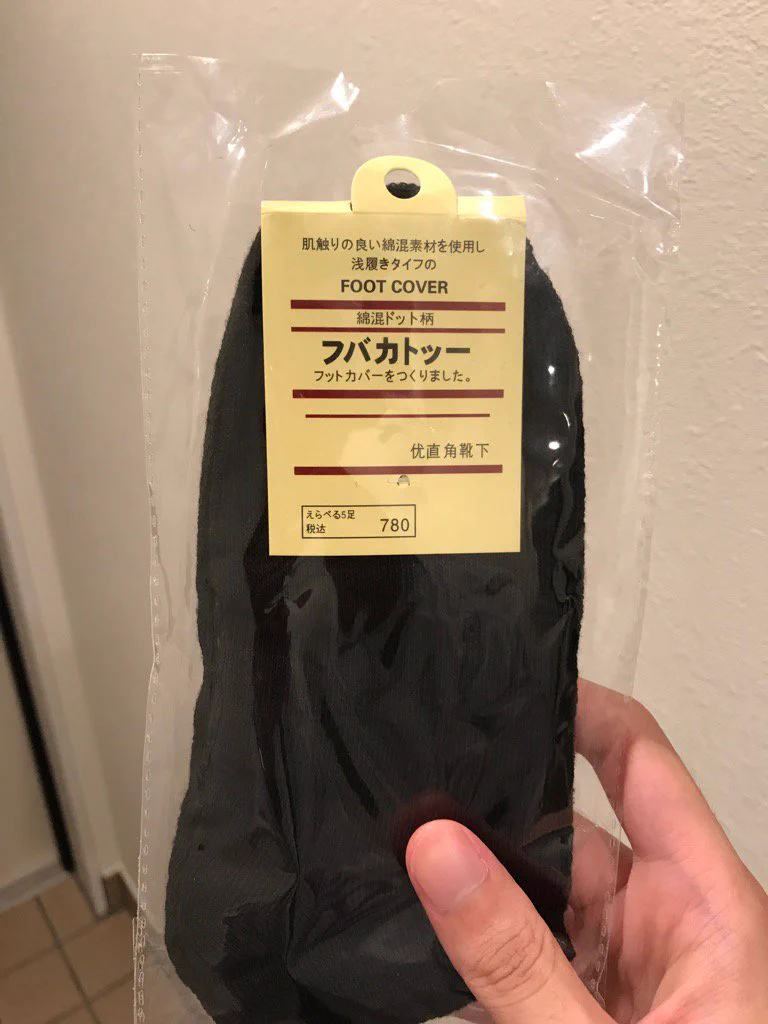 肌触りの良い綿混素材を使用し
浅履きタイフの
FOOT COVER
綿混ドット柄
フバカトッー
フットカバーをつくりました。
优直角靴下
えらべる5足
税达 780